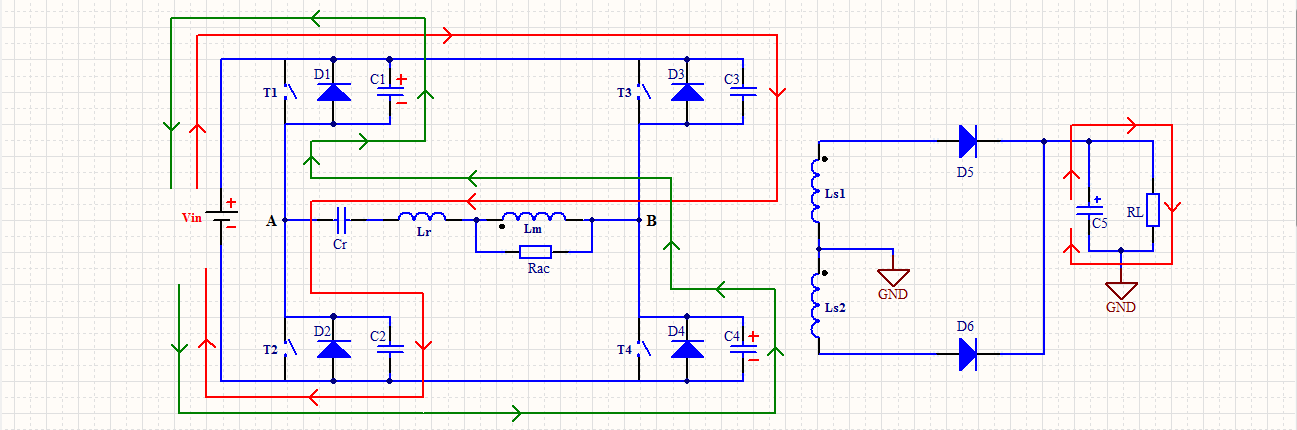 D1
C1
+
−
T1
D3
C3
T3
D5
Ls1
+
C5
RL
Vin
+
−
A
Cr
Lr
Lm
B
Rac
GND
GND
Ls2
D2
C2
T2
D4
C4
+
−
T4
D6